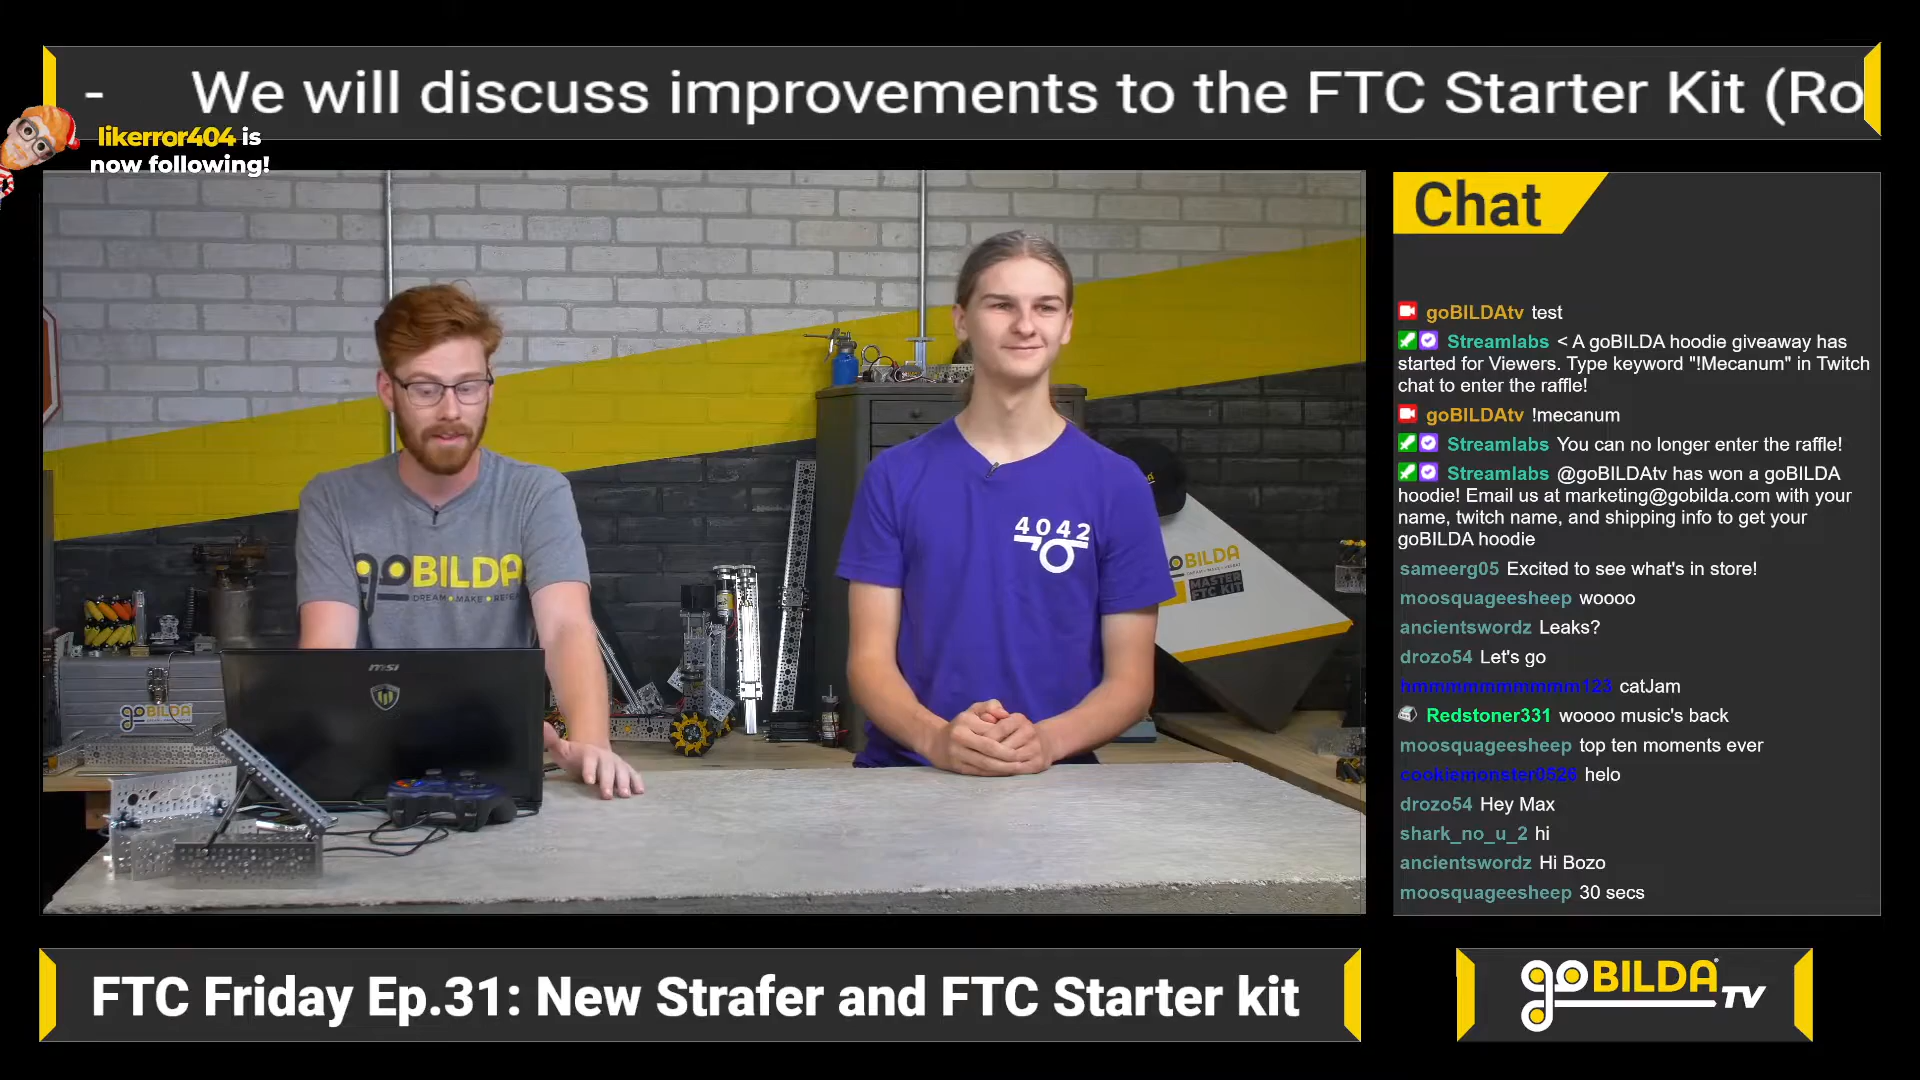 - We will discuss improvements to the FTC Starter Kit (Ro
likerror404 is
now following!
Chat
goBILDAtv test
Streamlabs < A goBILDA hoodie giveaway has
started for Viewers. Type keyword "!Mecanum" in Twitch
chat to enter the raffle!
goBILDAtv !mecanum
Streamlabs You can no longer enter the raffle!
Streamlabs @goBILDAtv has won a goBILDA
hoodie! Email us at marketing@gobilda.com with your
name, twitch name, and shipping info to get your
goBILDA hoodie
sameerg05 Excited to see what's in store!
moosquageesheep woooo
ancientswordz Leaks?
drozo54 Let's go
hmmmmmmmmmm123 catJam
Redstoner331 woooo music's back
moosquageesheep top ten moments ever
cookiemonster0526 helo
drozo54 Hey Max
shark_no_u_2 hi
ancientswordz Hi Bozo
moosquageesheep 30 secs
goBILDA
DREAM • MAKE • REPEAT
4042
goBILDA
MASTER
FTC KIT
msi
goBILDA
FTC Friday Ep.31: New Strafer and FTC Starter kit
goBILDA TV